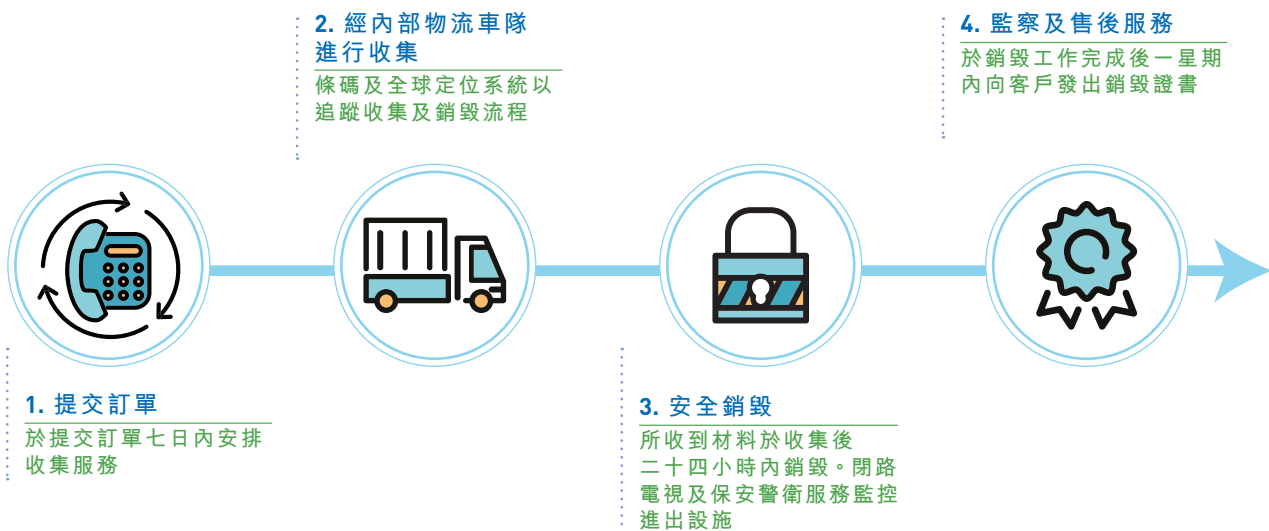 1. 提交訂單
於提交訂單七日內安排
收集服務
2. 經內部物流車隊
進行收集
條碼及全球定位系統以
追蹤收集及銷毀流程
3. 安全銷毀
所收到材料於收集後
二十四小時內銷毀。閉路
電視及保安警衛服務監控
進出設施
4. 監察及售後服務
於銷毀工作完成後一星期
內向客戶發出銷毀證書